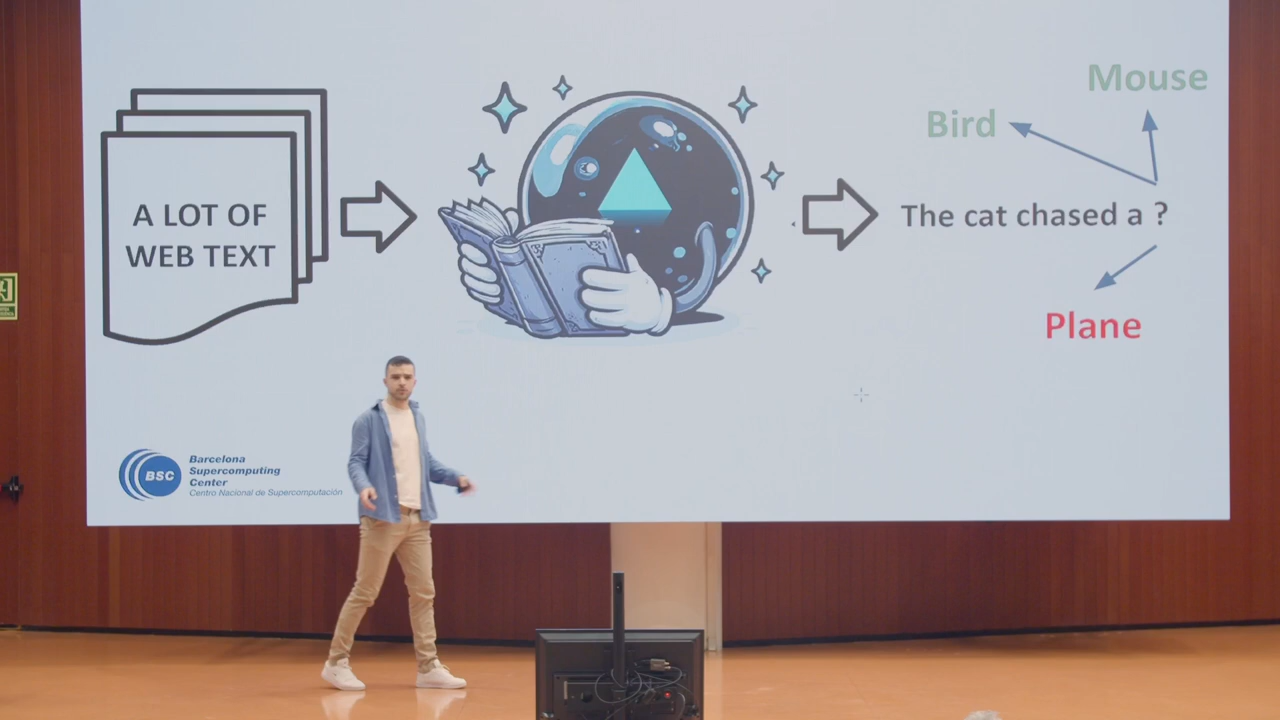 A LOT OF
WEB TEXT
Mouse
Bird
The cat chased a ?
Plane
BSC
Barcelona
Supercomputing
Center
Centro Nacional de Supercomputación